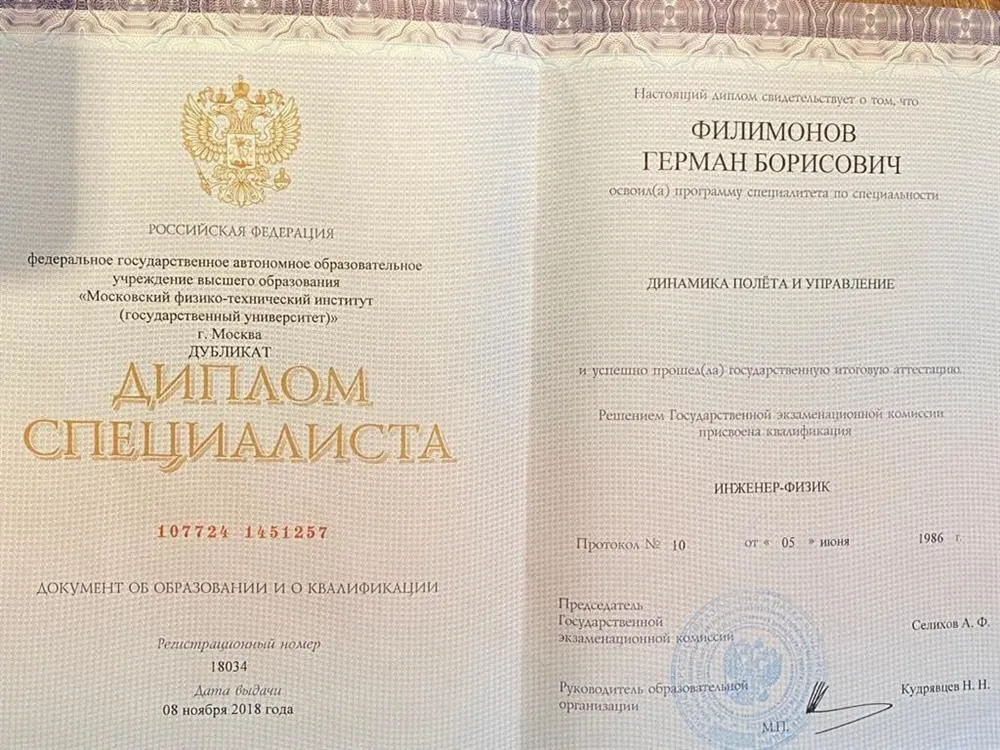 РОССИЙСКАЯ ФЕДЕРАЦИЯ
федеральное государственное автономное образовательное
учреждение высшего образования
«Московский физико-технический институт
(государственный университет)»
г. Москва
ДУБЛИКАТ
ДИПЛОМ
СПЕЦИАЛИСТА
107724 1451257
ДОКУМЕНТ ОБ ОБРАЗОВАНИИ И О КВАЛИФИКАЦИИ
Регистрационный номер
18034
Дата выдачи
08 ноября 2018 года
Настоящий диплом свидетельствует о том, что
ФИЛИМОНОВ
ГЕРМАН БОРИСОВИЧ
освоил(а) программу специалитета по специальности
ДИНАМИКА ПОЛЁТА И УПРАВЛЕНИЕ
и успешно прошел(ла) государственную итоговую аттестацию
Решением Государственной экзаменационной комиссии
присвоена квалификация
ИНЖЕНЕР-ФИЗИК
Протокол № 10 от « 05 » июня 1986 г.
Председатель
Государственной
экзаменационной комиссии
Селихов А. Ф.
Руководитель образовательной
организации
Кудрявцев Н. Н.
М.П.